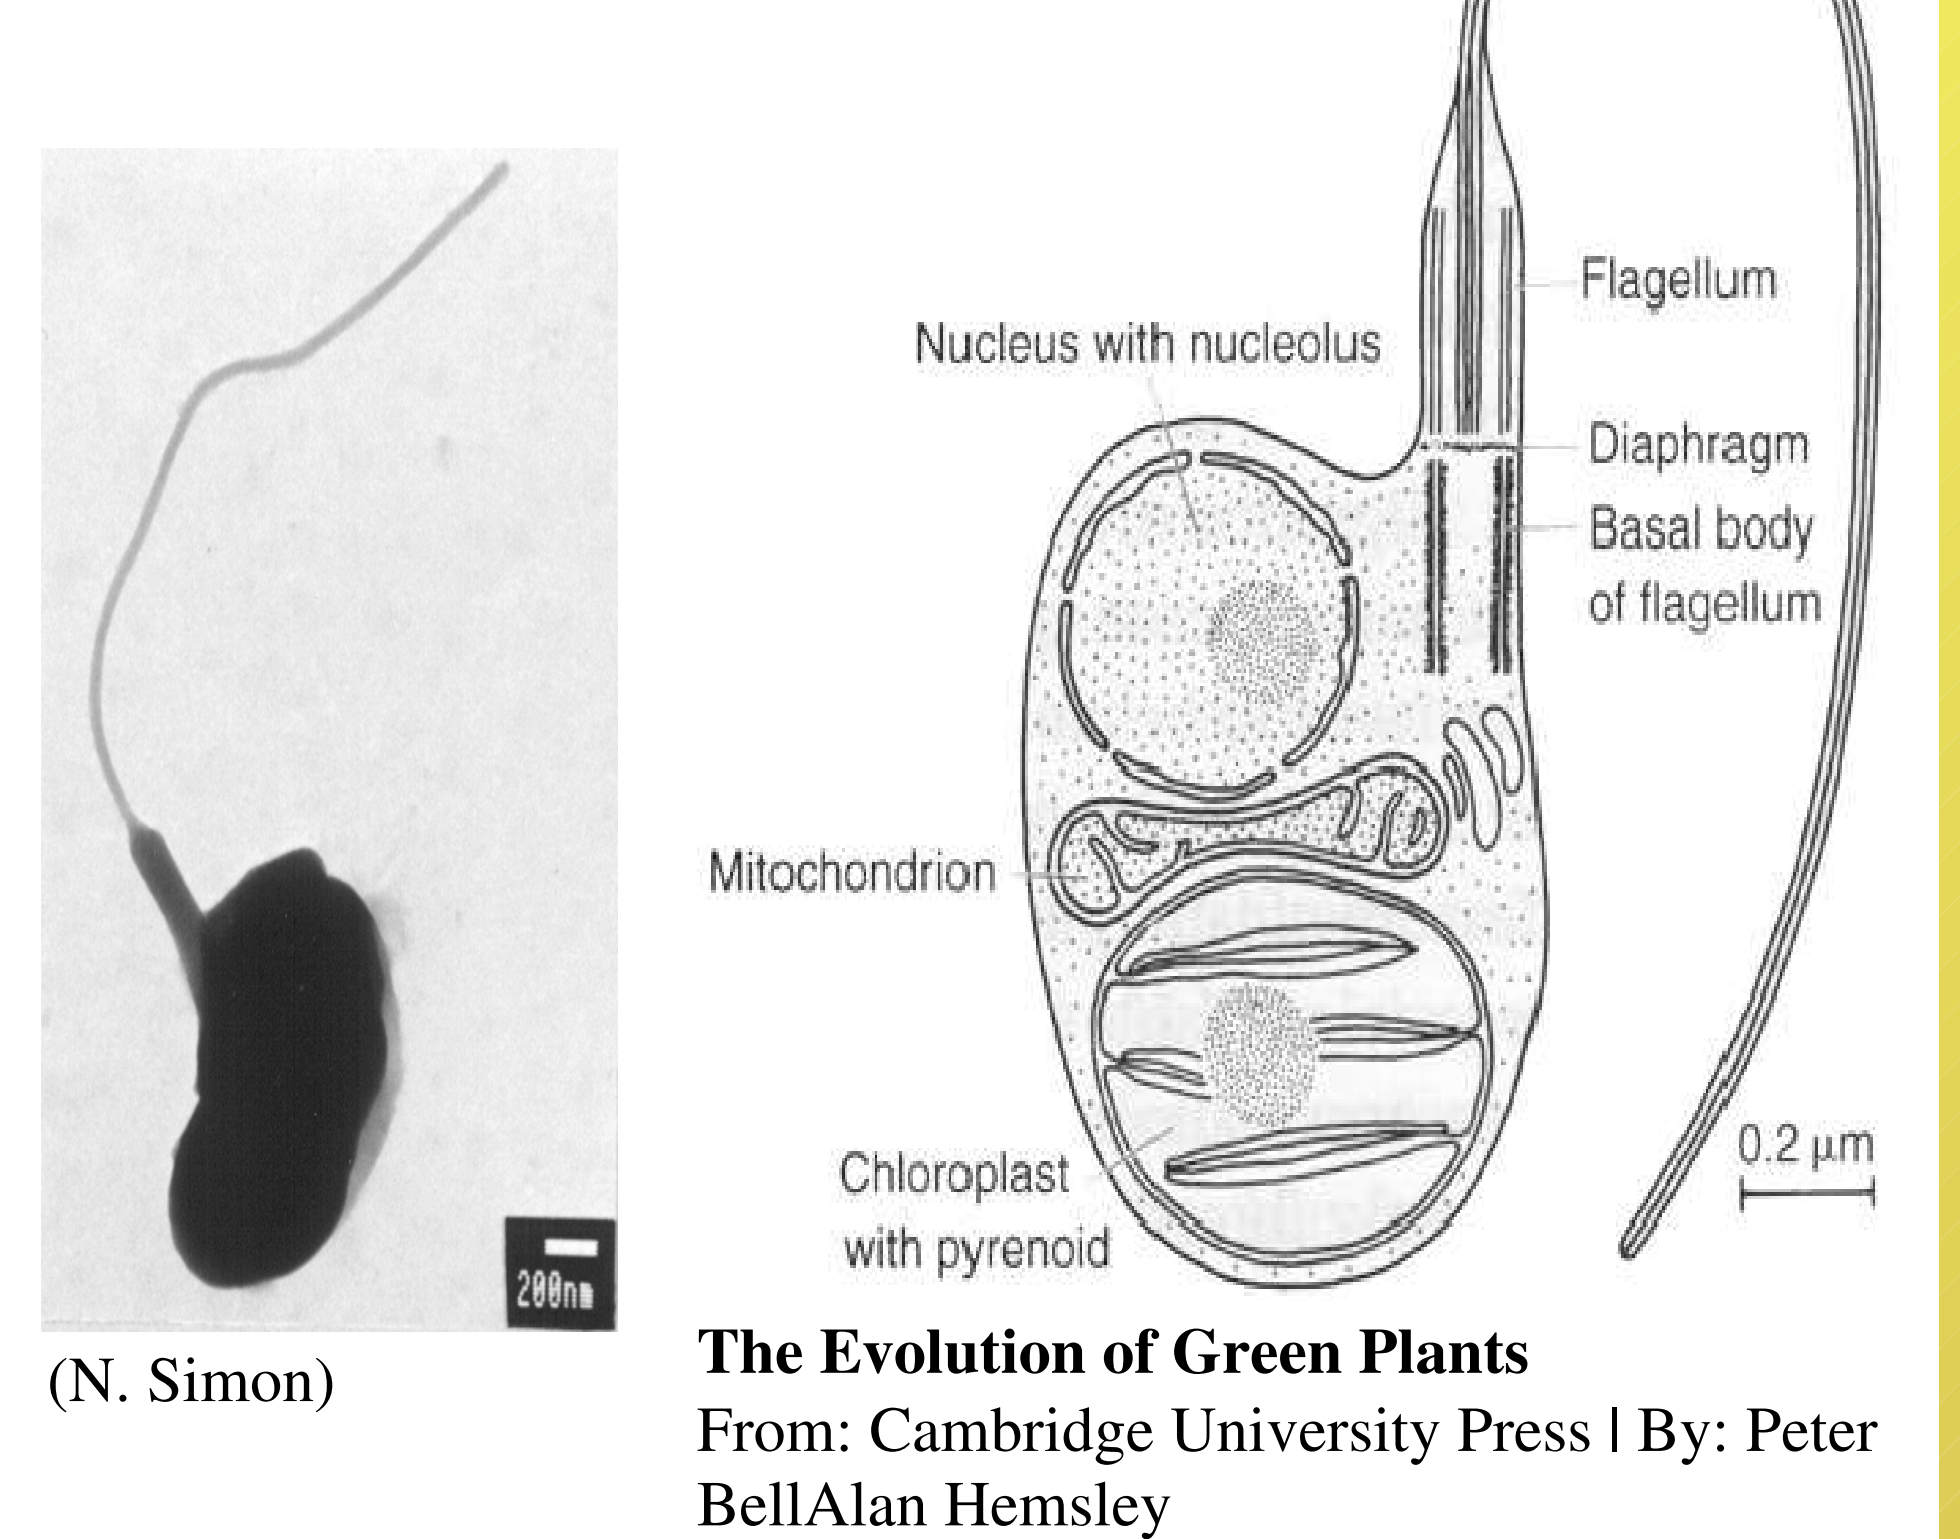 Flagellum
Nucleus with nucleolus
Diaphragm
Basal body
of flagellum
Mitochondrion
Chloroplast
with pyrenoid
0.2 μm
200nm
(N. Simon)
The Evolution of Green Plants
From: Cambridge University Press | By: Peter
BellAlan Hemsley